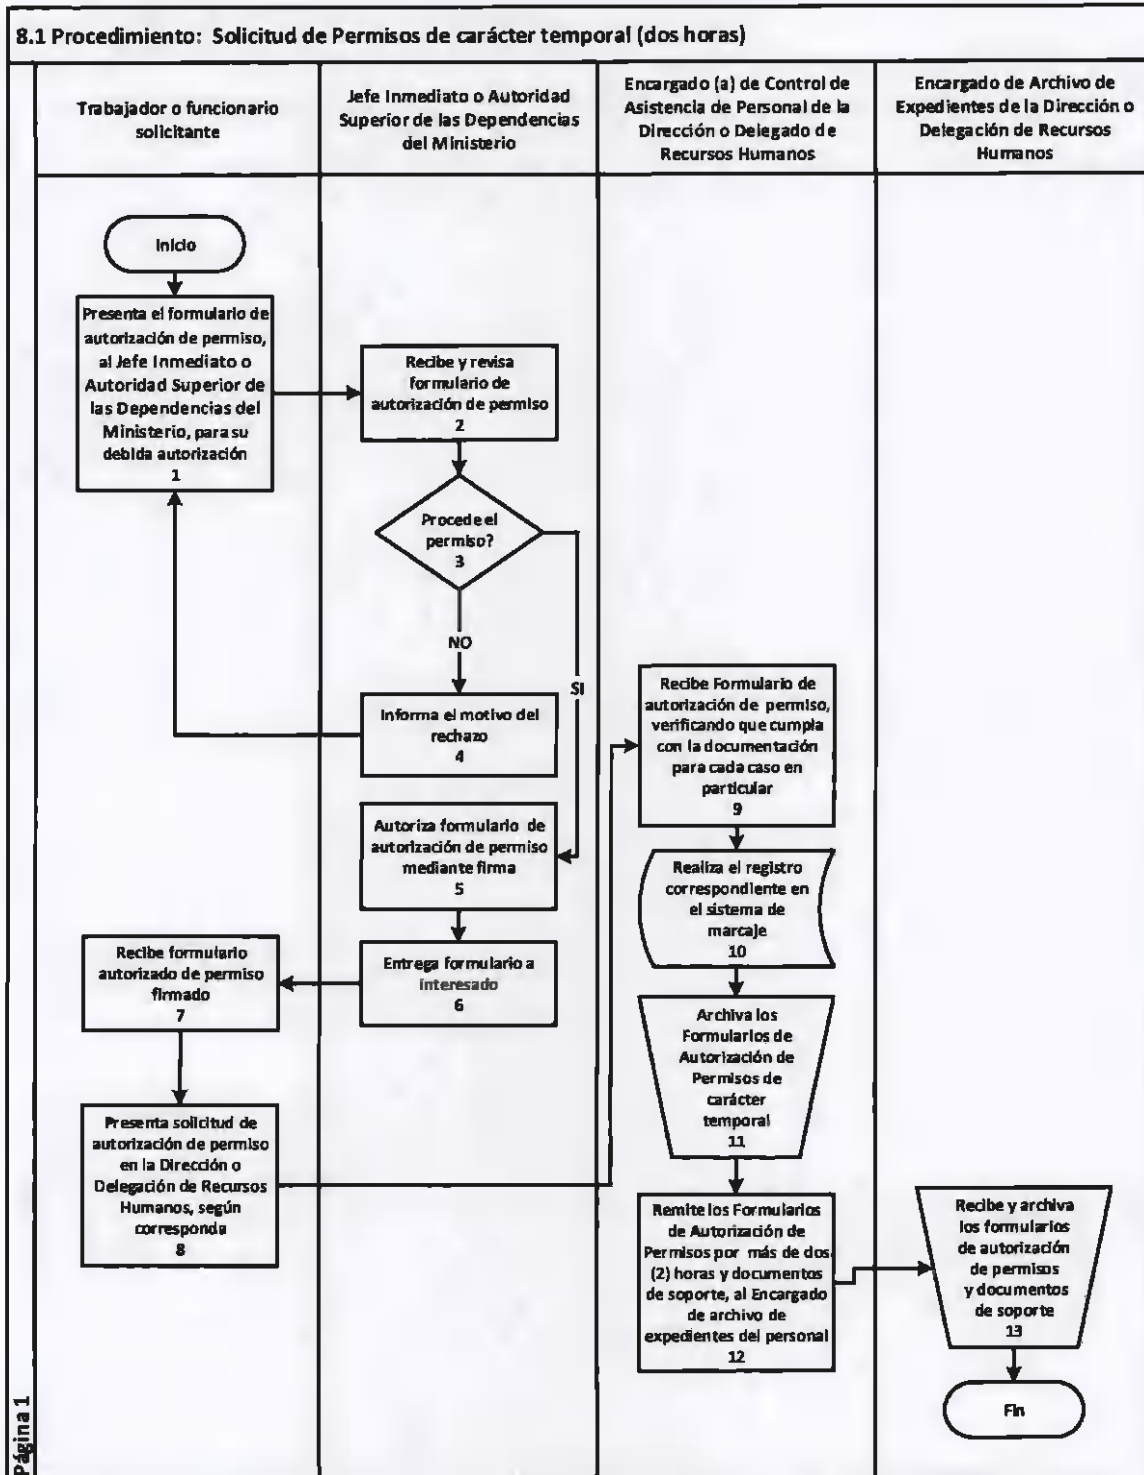 8.1 Procedimiento: Solicitud de Permisos de carácter temporal (dos horas)
Trabajador o funcionario
solicitante
Jefe Inmediato o Autoridad
Superior de las Dependencias
del Ministerio
Encargado (a) de Control de
Asistencia de Personal de la
Dirección o Delegado de
Recursos Humanos
Encargado de Archivo de
Expedientes de la Dirección o
Delegación de Recursos
Humanos
Inicio
Presenta el formulario de
autorización de permiso,
al Jefe Inmediato o
Autoridad Superior de
las Dependencias del
Ministerio, para su
debida autorización
1
Recibe y revisa
formulario de
autorización de permiso
2
Procede el
permiso?
3
NO
SI
Informa el motivo del
rechazo
4
Autoriza formulario de
autorización de permiso
mediante firma
5
Entrega formulario a
interesado
6
Recibe formulario
autorizado de permiso
firmado
7
Presenta solicitud de
autorización de permiso
en la Dirección o
Delegación de Recursos
Humanos, según
corresponda
8
Recibe Formulario de
autorización de permiso,
verificando que cumpla
con la documentación
para cada caso en
particular
9
Realiza el registro
correspondiente en
el sistema de
marcaje
10
Archiva los
Formularios de
Autorización de
Permisos de
carácter
temporal
11
Remite los Formularios
de Autorización de
Permisos por más de dos
(2) horas y documentos
de soporte, al Encargado
de archivo de
expedientes del personal
12
Recibe y archiva
los formularios
de autorización
de permisos
y documentos
de soporte
13
Fin
Página 1